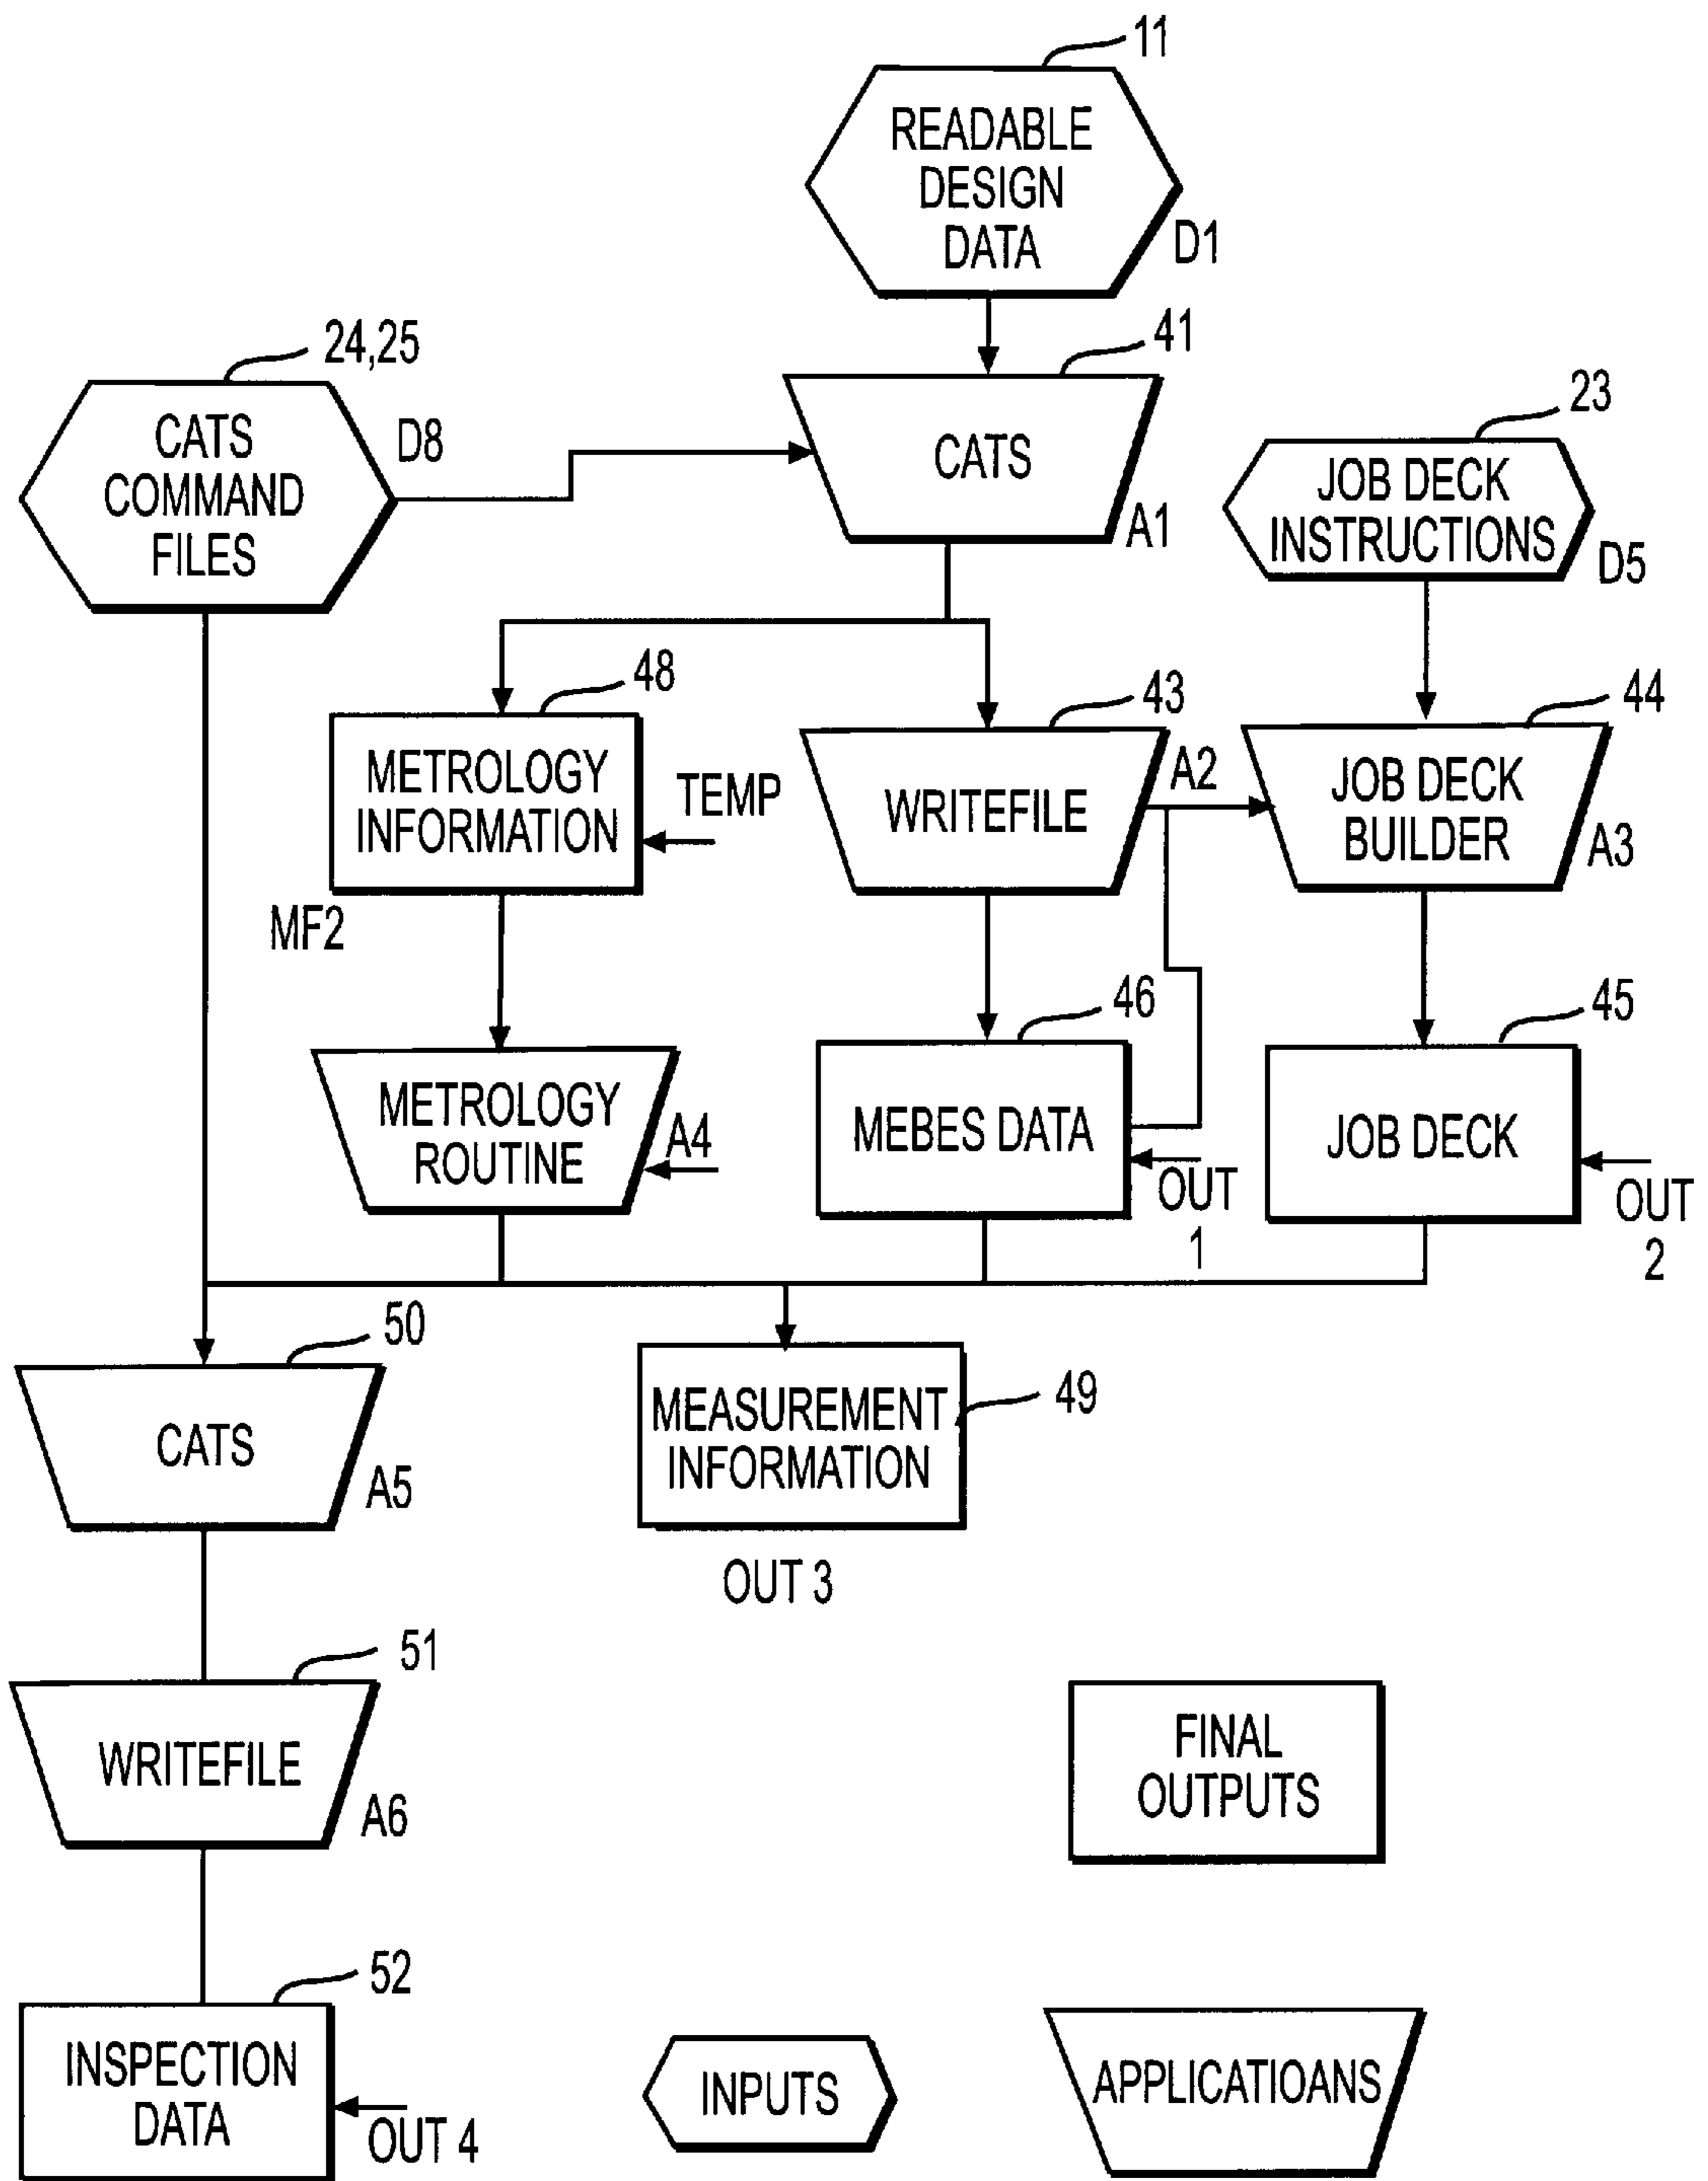 11
READABLE
DESIGN
DATA
D1
24,25
CATS
COMMAND
FILES
D8
41
CATS
A1
23
JOB DECK
INSTRUCTIONS
D5
48
METROLOGY
INFORMATION
TEMP
MF2
43
WRITEFILE
A2
44
JOB DECK
BUILDER
A3
METROLOGY
ROUTINE
A4
46
MEBES DATA
OUT
1
45
JOB DECK
OUT
2
50
CATS
A5
MEASUREMENT
INFORMATION
49
OUT 3
51
WRITEFILE
A6
FINAL
OUTPUTS
52
INSPECTION
DATA
OUT 4
INPUTS
APPLICATIOANS